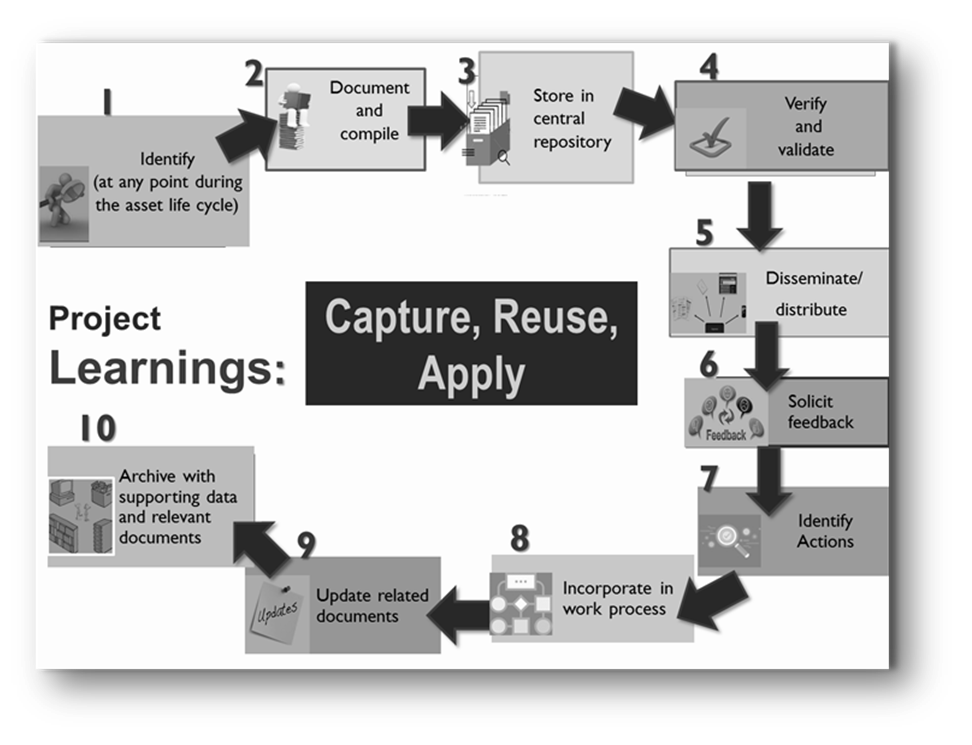 1
Identify
(at any point during
the asset life cycle)
2
Document
and
compile
3
Store in
central
repository
4
Verify
and
validate
5
Disseminate/
distribute
6
Feedback
Solicit
feedback
7
Identify
Actions
8
Incorporate in
work process
9
Updates
Update related
documents
10
Archive with
supporting data
and relevant
documents
Project
Learnings:
Capture, Reuse,
Apply